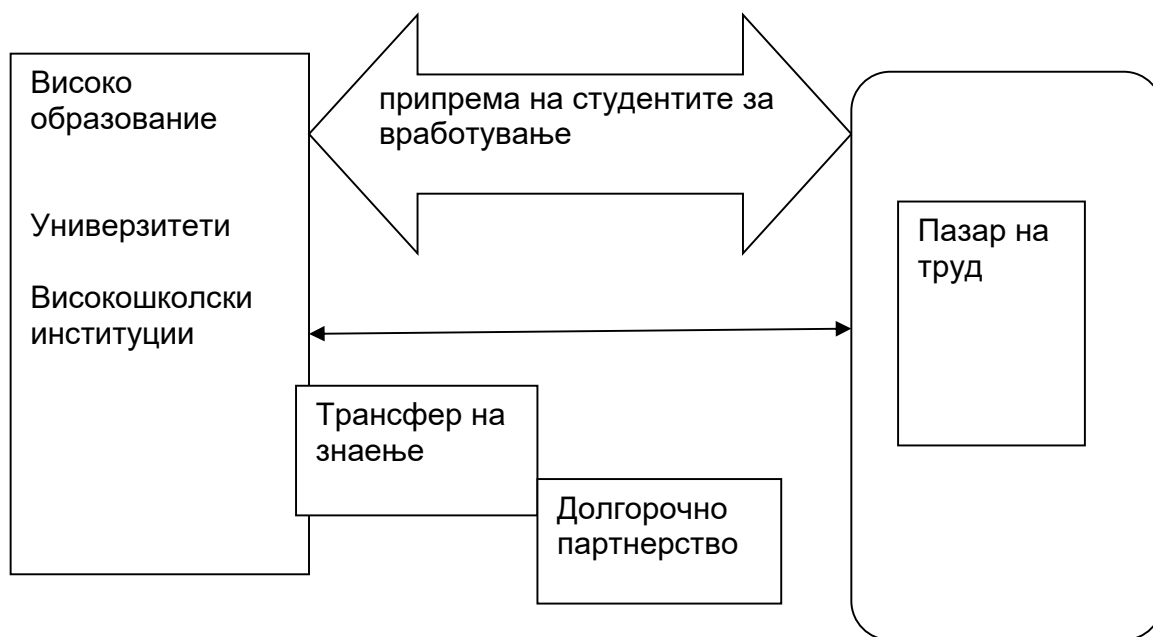 Високо
образование
Универзитети
Високошколски
институции
припрема на студентите за
вработување
Пазар на
труд
Трансфер на
знаење
Долгорочно
партнерство